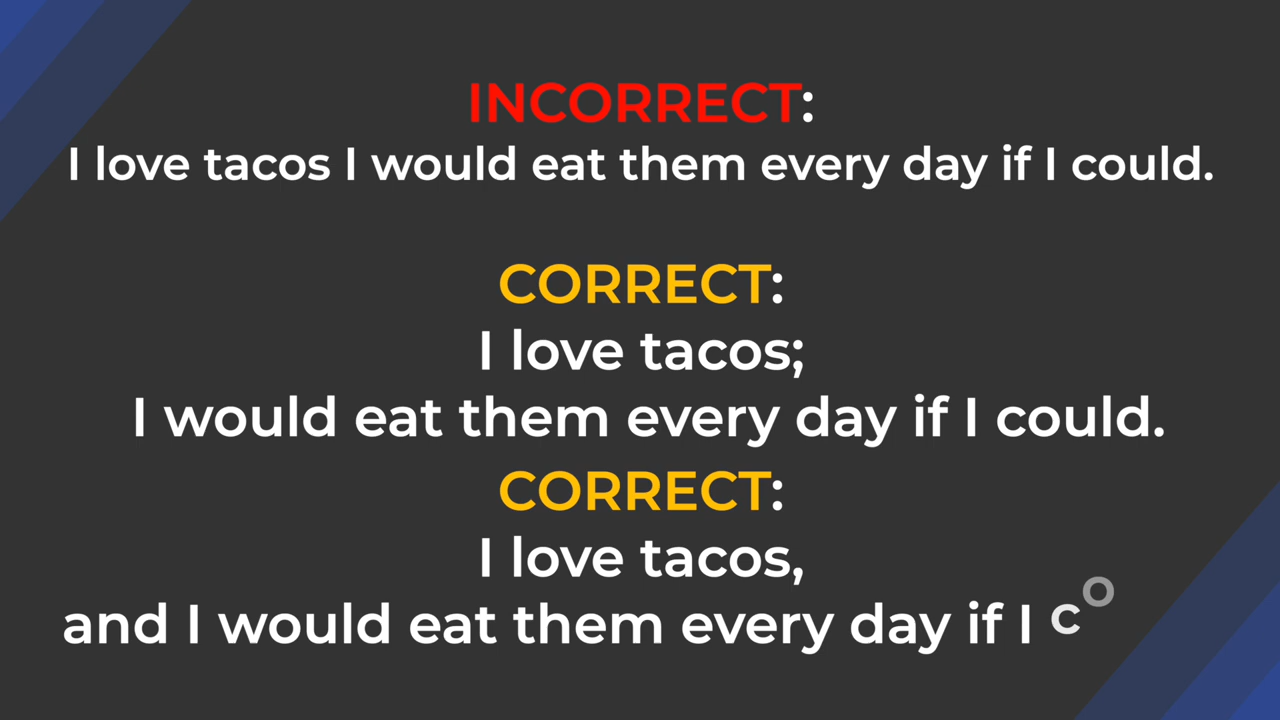 INCORRECT:
I love tacos I would eat them every day if I could.
CORRECT:
I love tacos;
I would eat them every day if I could.
CORRECT:
I love tacos,
and I would eat them every day if I co